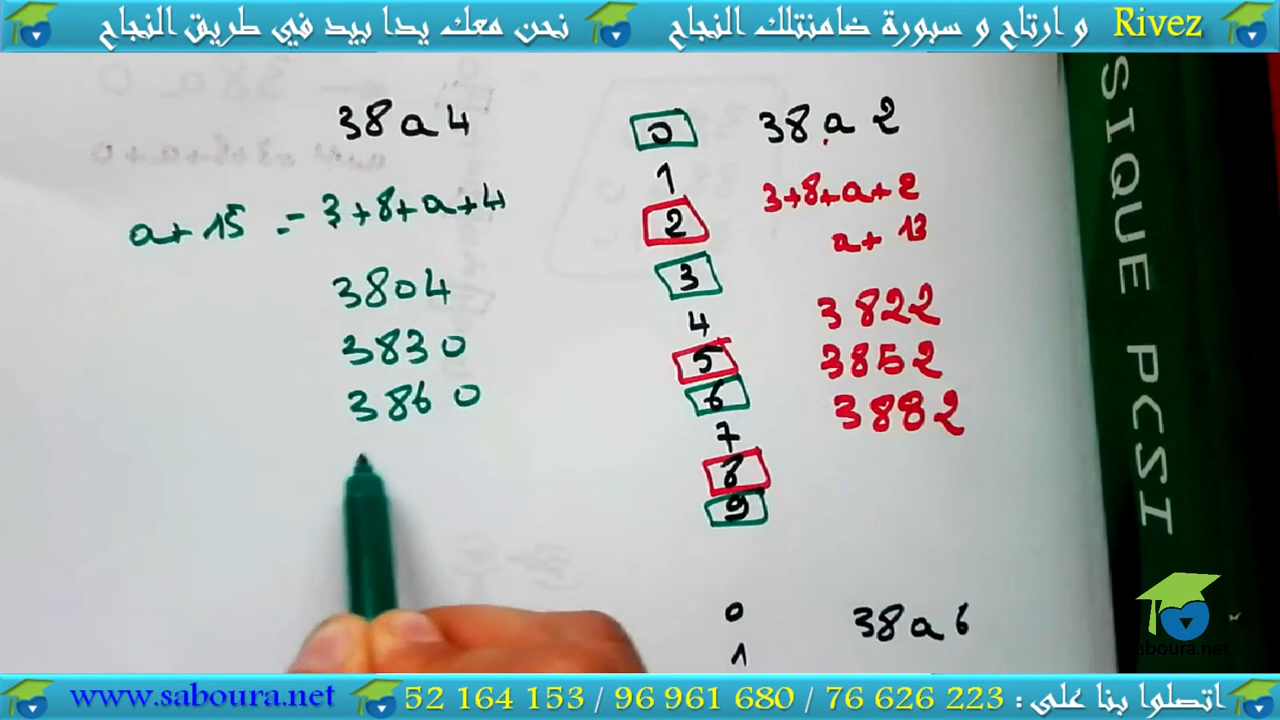 نحن معك يدا بيد في طريق النجاح و ارتاح و سبورة ضامنتلك النجاح Rivez
38a4
a+15 = 3+8+a+4
3804
3830
3860
0
1
2
3
4
5
6
7
8
9
38a2
3+8+a+2
a+13
3822
3852
3882
0
1
38a6
SIQUE PCSI
saboura.net
www.saboura.net 52 164 153 / 96 961 680 / 76 626 223 : اتصلوا بنا على